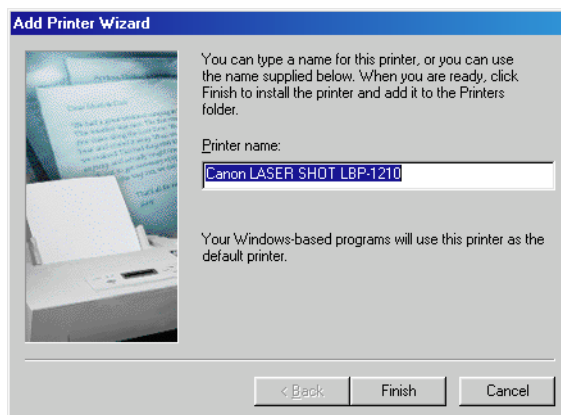 Add Printer Wizard
You can type a name for this printer, or you can use
the name supplied below. When you are ready, click
Finish to install the printer and add it to the Printers
folder.
Printer name:
Canon LASER SHOT LBP-1210
Your Windows-based programs will use this printer as the
default printer.
< Back
Finish
Cancel